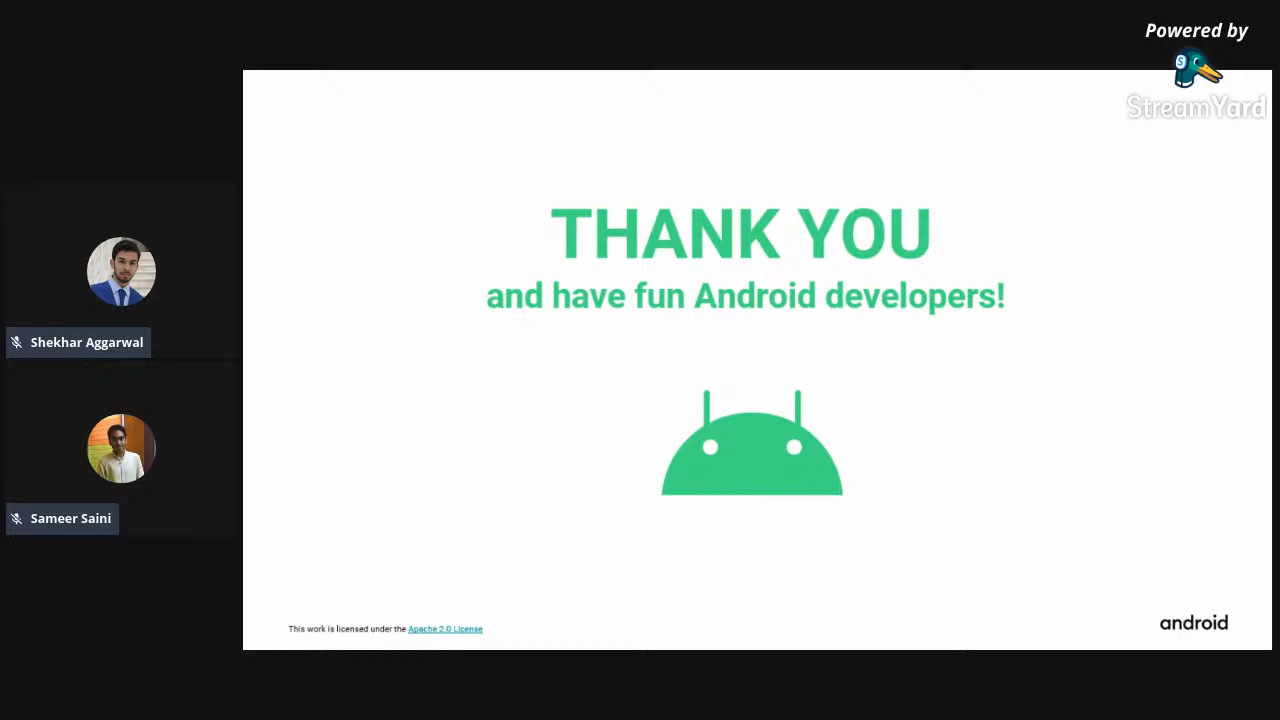 Powered by
StreamYard
THANK YOU
and have fun Android developers!
Shekhar Aggarwal
Sameer Saini
This work is licensed under the Apache 2.0 License
android